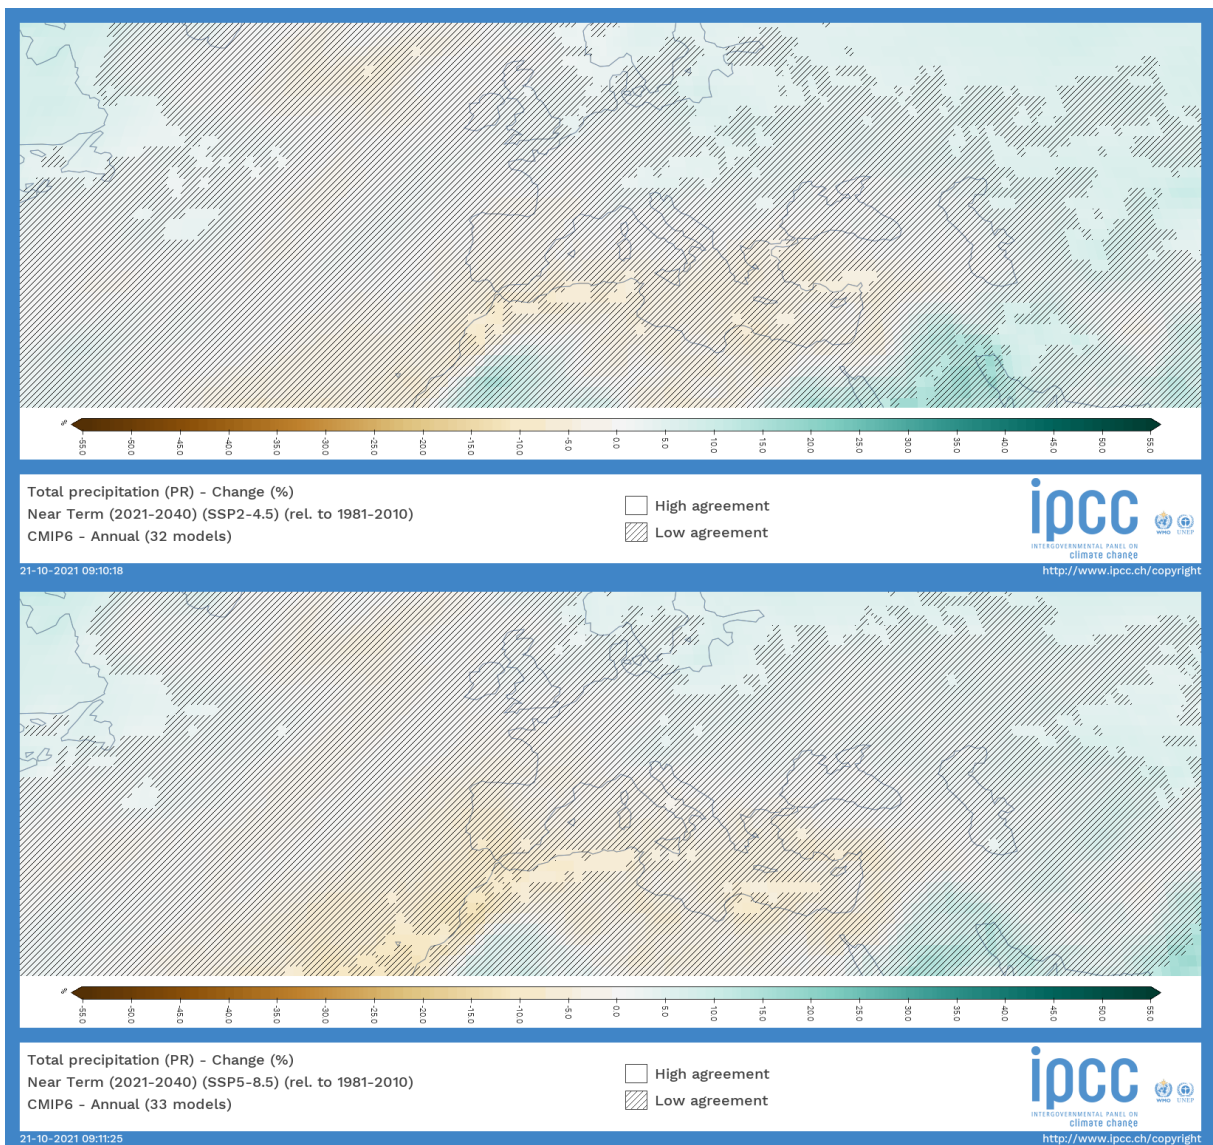 %
-55.0 -50.0 -45.0 -40.0 -35.0 -30.0 -25.0 -20.0 -15.0 -10.0 -5.0 0.0 5.0 10.0 15.0 20.0 25.0 30.0 35.0 40.0 45.0 50.0 55.0
Total precipitation (PR) - Change (%)
Near Term (2021-2040) (SSP2-4.5) (rel. to 1981-2010)
CMIP6 - Annual (32 models)
High agreement
Low agreement
ipcc
INTERGOVERNMENTAL PANEL ON
climate change
WMO UNEP
21-10-2021 09:10:18
http://www.ipcc.ch/copyright
%
-55.0 -50.0 -45.0 -40.0 -35.0 -30.0 -25.0 -20.0 -15.0 -10.0 -5.0 0.0 5.0 10.0 15.0 20.0 25.0 30.0 35.0 40.0 45.0 50.0 55.0
Total precipitation (PR) - Change (%)
Near Term (2021-2040) (SSP5-8.5) (rel. to 1981-2010)
CMIP6 - Annual (33 models)
High agreement
Low agreement
ipcc
INTERGOVERNMENTAL PANEL ON
climate change
WMO UNEP
21-10-2021 09:11:25
http://www.ipcc.ch/copyright